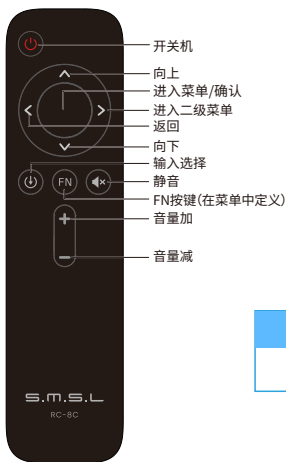 开关机
向上
进入菜单/确认
进入二级菜单
返回
向下
输入选择
静音
FN按键(在菜单中定义)
音量加
音量减
FN
S.M.S.L
RC-8C